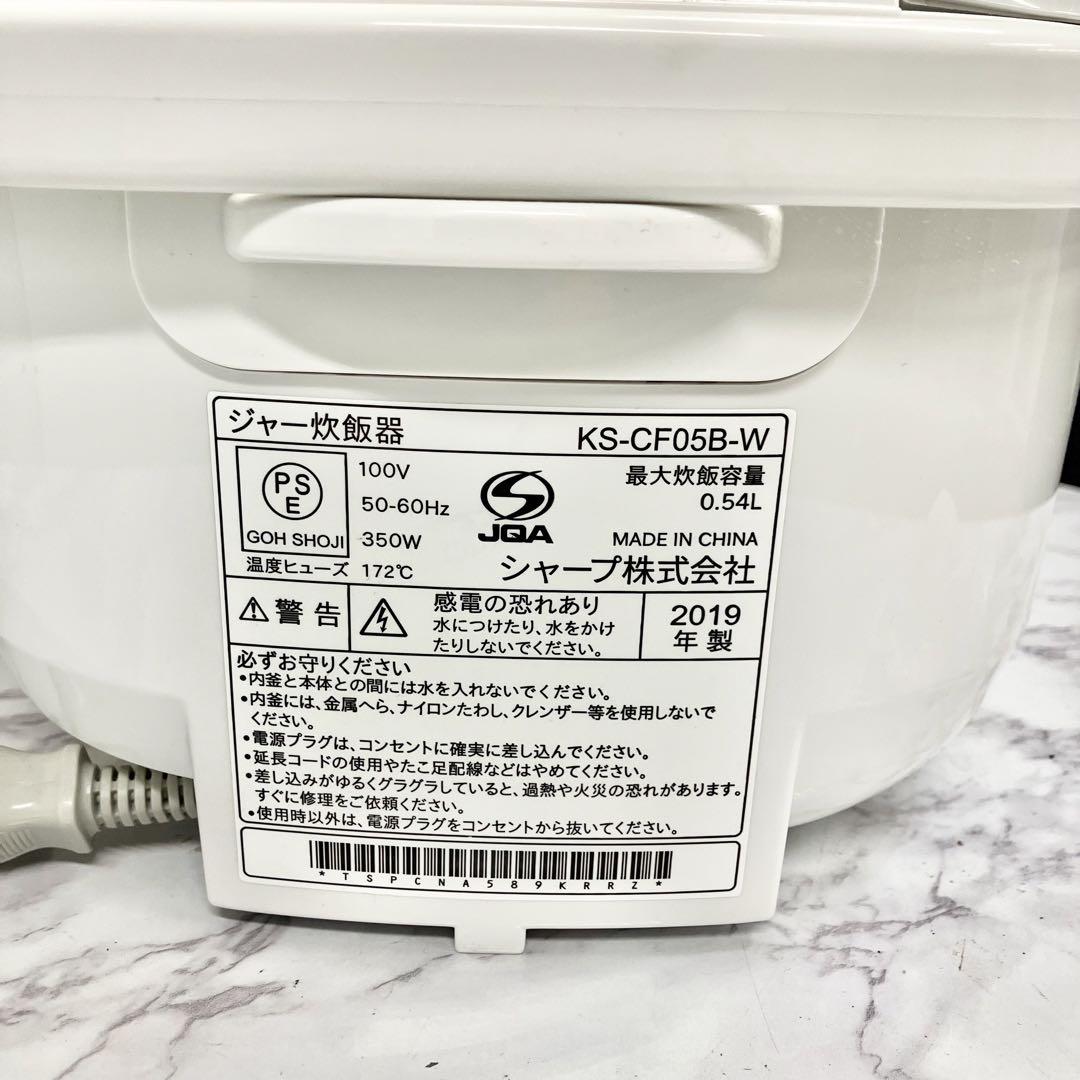 ジャー炊飯器
KS-CF05B-W
PS
E
GOH SHOJI
100V
50-60Hz
350W
温度ヒューズ 172℃
JQA
最大炊飯容量
0.54L
MADE IN CHINA
シャープ株式会社
警告
感電の恐れあり
水につけたり、水をかけ
たりしないでください。
2019
年製
必ずお守りください
•内釜と本体との間には水を入れないでください。
•内釜には、金属へら、ナイロンたわし、クレンザー等を使用しないで
ください。
•電源プラグは、コンセントに確実に差し込んでください。
•延長コードの使用やたこ足配線などはやめてください。
•差し込みがゆるくグラグラしていると、過熱や火災の恐れがあります。
すぐに修理をご依頼ください。
•使用時以外は、電源プラグをコンセントから抜いてください。
*TSPCNA589KRRZ*